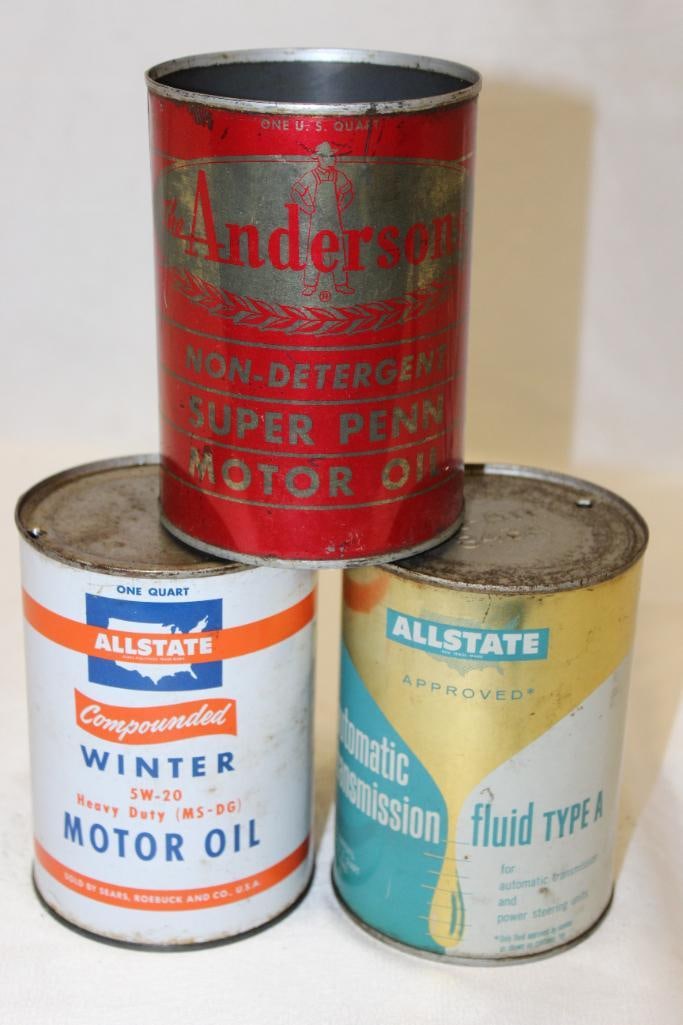 ONE U.S. QUART
the Andersons
®
NON-DETERGENT
SUPER PENN
MOTOR OIL
ONE QUART
ALLSTATE
Compounded
WINTER
5W-20
Heavy Duty (MS-DG)
MOTOR OIL
SOLD BY SEARS, ROEBUCK AND CO., U.S.A.
ALLSTATE
APPROVED*
tomatic
nsmission
fluid TYPE A
for
automatic transmission
and
power steering units